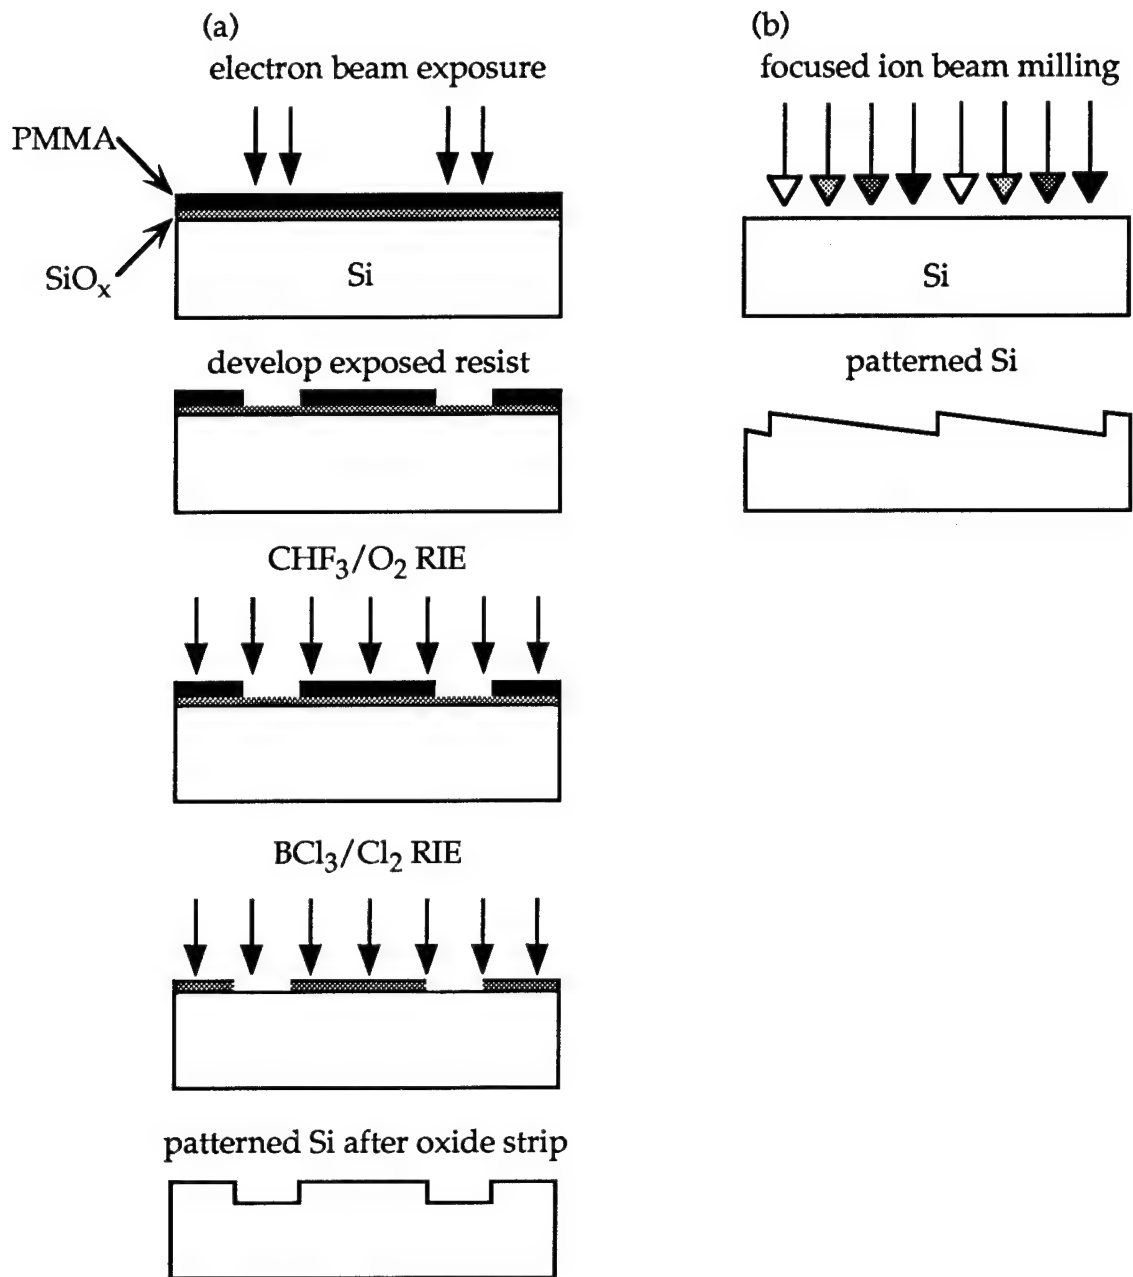 (a)
electron beam exposure
PMMA
SiOₓ
Si
develop exposed resist
CHF₃/O₂ RIE
BCl₃/Cl₂ RIE
patterned Si after oxide strip
(b)
focused ion beam milling
Si
patterned Si